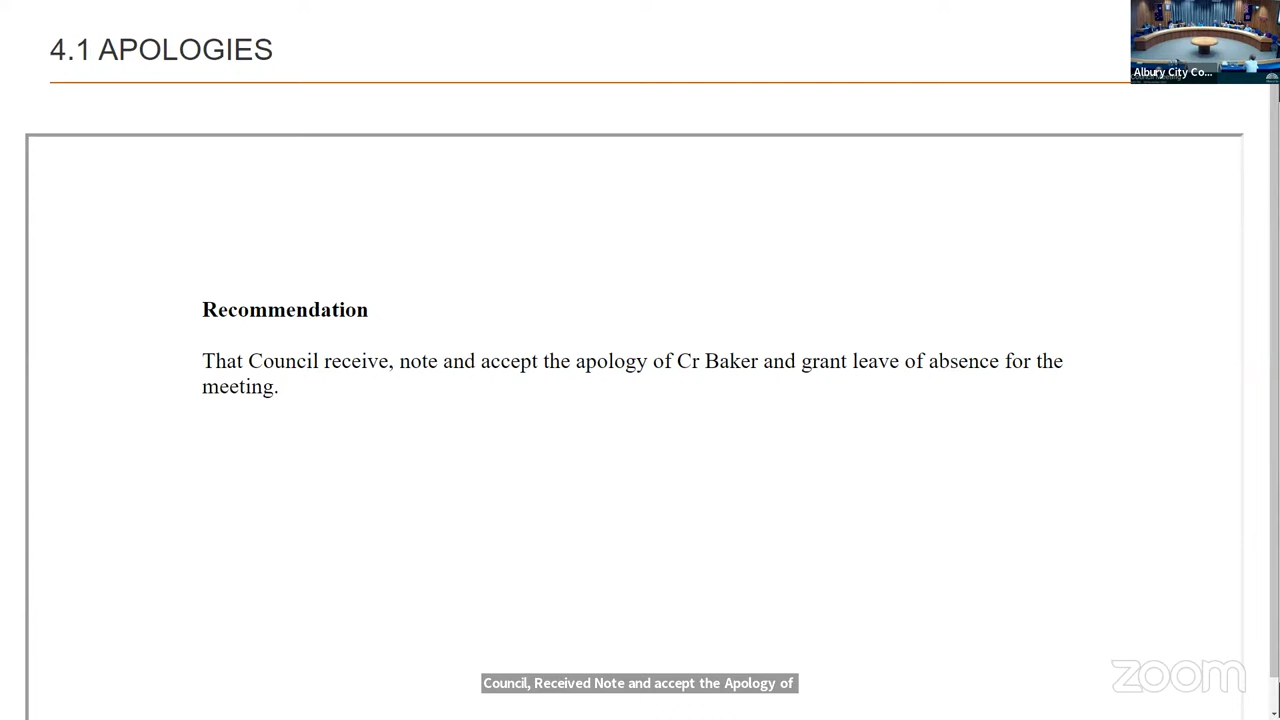 4.1 APOLOGIES
Albury City Co...
Recommendation
That Council receive, note and accept the apology of Cr Baker and grant leave of absence for the
meeting.
Council, Received Note and accept the Apology of
zoom